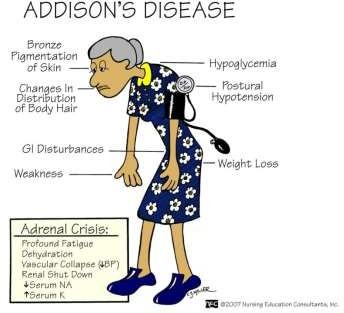 ADDISON'S DISEASE
Bronze
Pigmentation
of Skin
Changes In
Distribution
of Body Hair
GI Disturbances
Weakness
Hypoglycemia
Postural
Hypotension
Weight Loss
Adrenal Crisis:
Profound Fatigue
Dehydration
Vascular Collapse (↓BP)
Renal Shut Down
↓Serum NA
↑Serum K
©2007 Nursing Education Consultants, Inc.